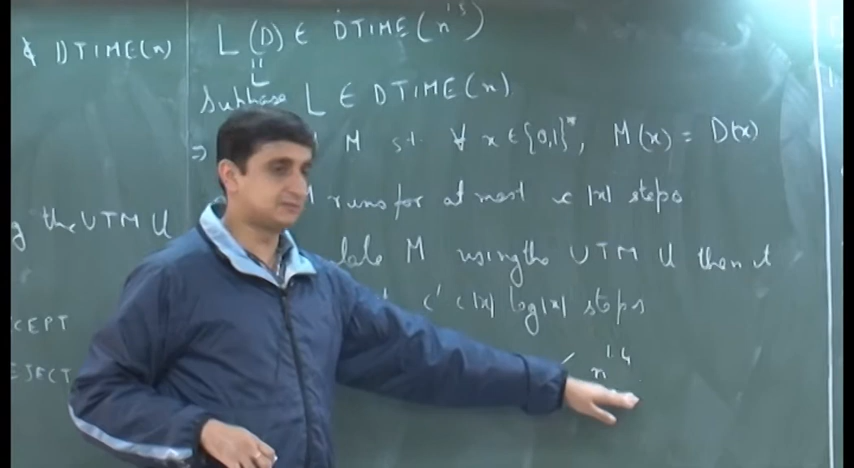 DTIME(n) L(D) ∈ DTIME(n^1.5)
"
L
Suppose L ∈ DTIME(n)
⇒ M s.t. ∀ x ∈ {0,1}*, M(x) = D(x)
M runs for at most c |x| steps
the UTM U
M using the UTM U then it
c' c|x| log|x| steps
n^1.4